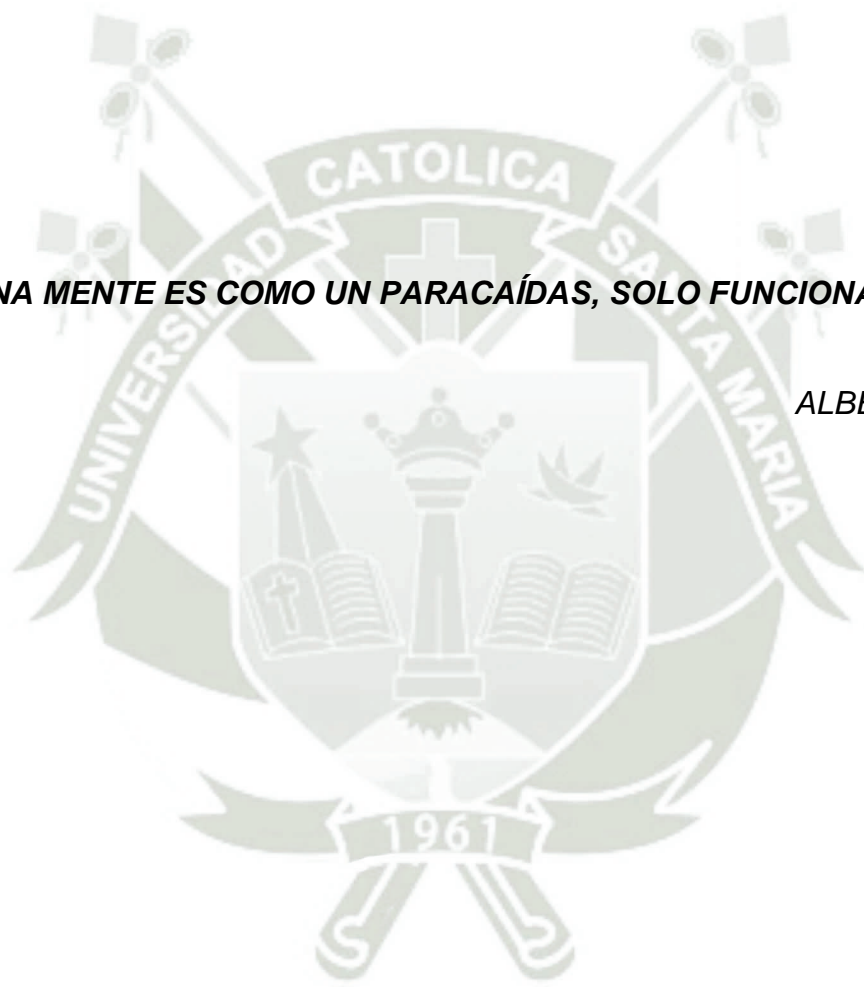 CATOLICA
UNIVERSIDAD SANTA MARIA
NA MENTE ES COMO UN PARACAÍDAS, SOLO FUNCIONA
ALBE
1961